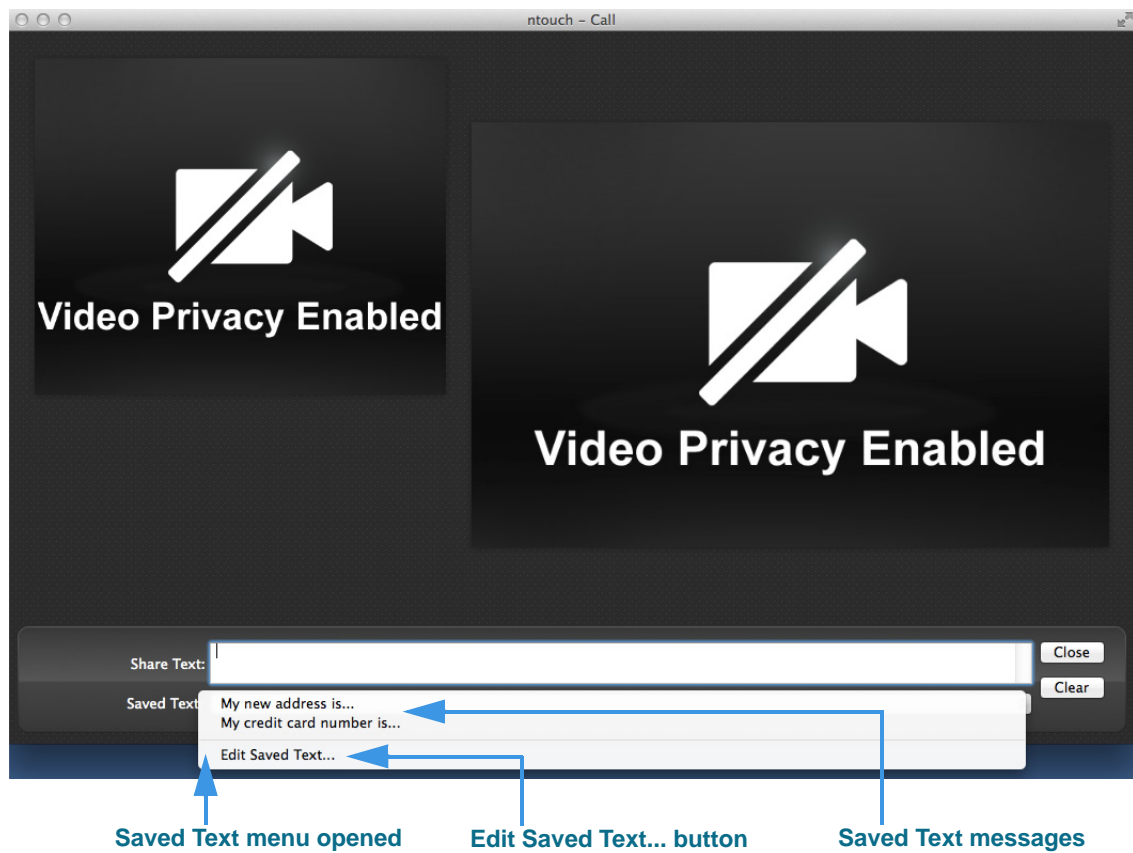 ntouch – Call
Video Privacy Enabled
Video Privacy Enabled
Share Text:
Close
Saved Text
Clear
My new address is...
My credit card number is...
Edit Saved Text...
Saved Text menu opened
Edit Saved Text... button
Saved Text messages